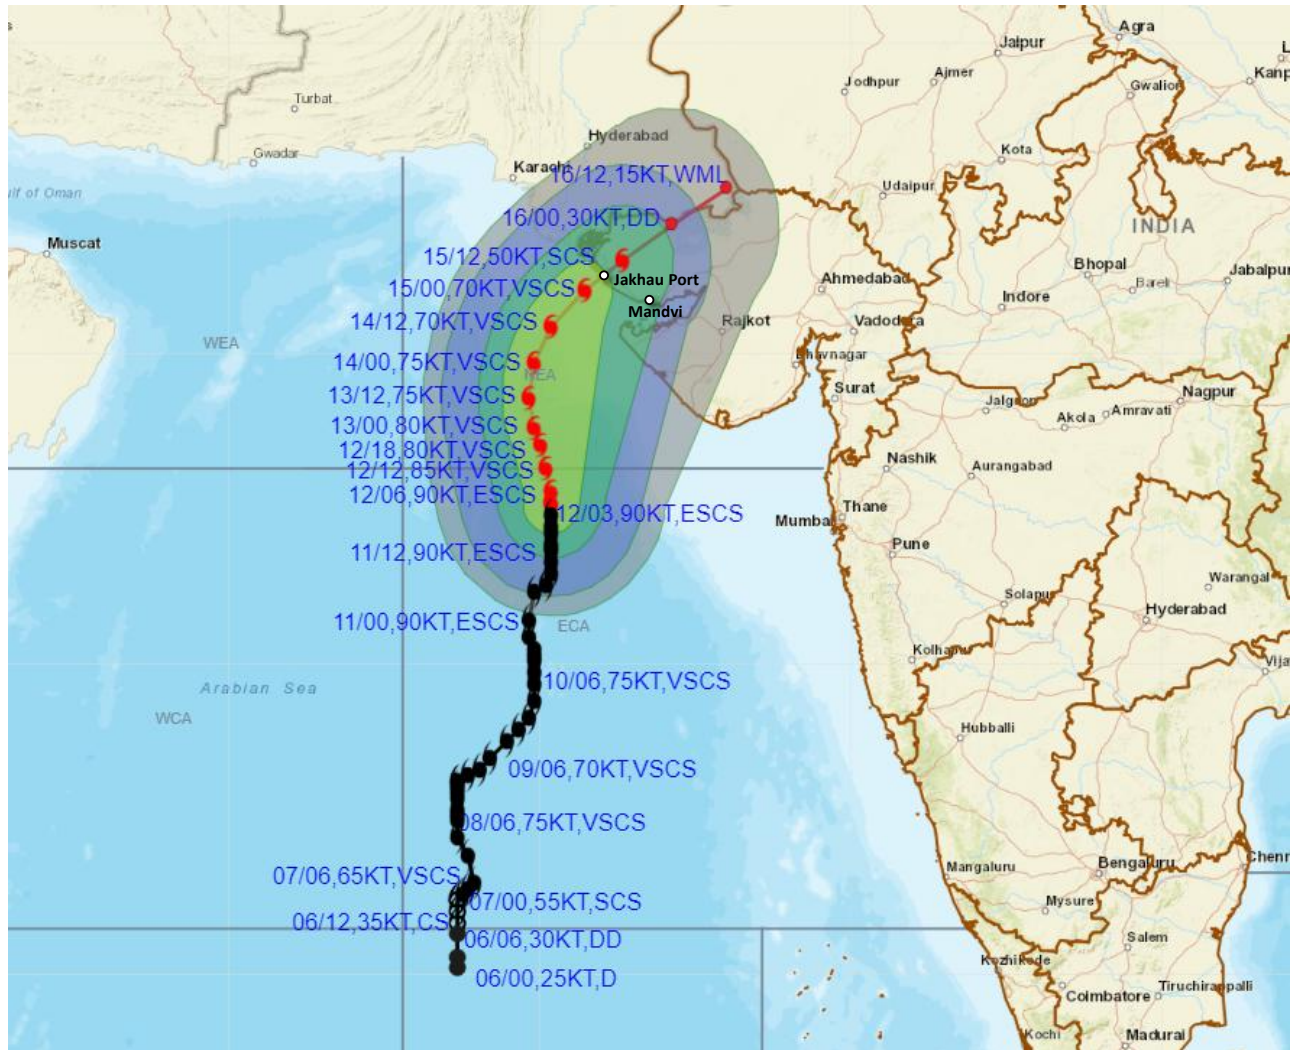 Agra
Jaipur
L
Jodhpur
Ajmer
Kanp
Gwalior
Turbat
Hyderabad
Kota
Gwadar
Karachi
16/12,15KT,WML
Udaipur
ulf of Oman
16/00,30KT,DD
INDIA
Muscat
15/12,50KT,SCS
Jakhau Port
Bhopal
Bareli
Jabalpur
15/00,70KT,VSCS
Ahmedabad
Indore
Mandvi
14/12,70KT,VSCS
Rajkot
Vadodara
WEA
14/00,75KT,VSCS
Bhavnagar
NEA
13/12,75KT,VSCS
Surat
Nagpur
Jalgaon
Akola
Amravati
13/00,80KT,VSCS
12/18,80KT,VSCS
Nashik
Aurangabad
12/12,85KT,VSCS
12/06,90KT,ESCS
12/03,90KT,ESCS
Thane
Mumbai
11/12,90KT,ESCS
Pune
Warangal
Solapur
Hyderabad
11/00,90KT,ESCS
ECA
Kolhapur
Vija
10/06,75KT,VSCS
Arabian Sea
WCA
Hubballi
09/06,70KT,VSCS
08/06,75KT,VSCS
Mangaluru
Bengaluru
Chenn
07/06,65KT,VSCS
07/00,55KT,SCS
Mysuru
06/12,35KT,CS
06/06,30KT,DD
Salem
Kozhikode
06/00,25KT,D
Coimbatore
Tiruchirappalli
Kochi
Madurai